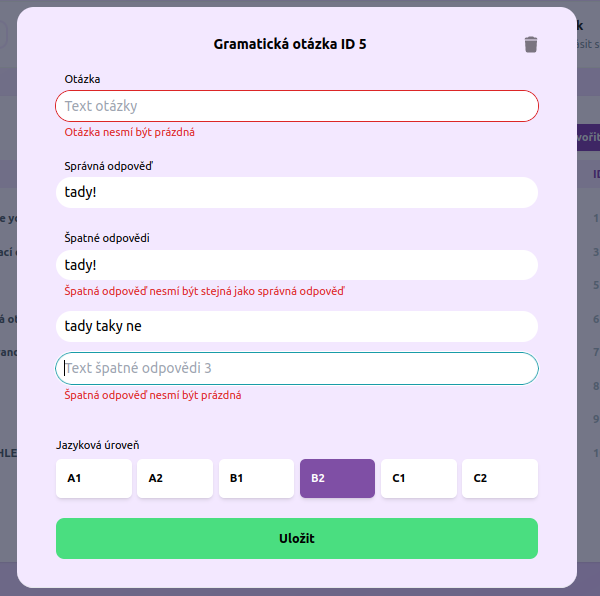 Gramatická otázka ID 5
Otázka
Text otázky
Otázka nesmí být prázdná
Správná odpověď
tady!
Špatné odpovědi
tady!
Špatná odpověď nesmí být stejná jako správná odpověď
tady taky ne
Text špatné odpovědi 3
Špatná odpověď nesmí být prázdná
Jazyková úroveň
A1 A2 B1 B2 C1 C2
Uložit